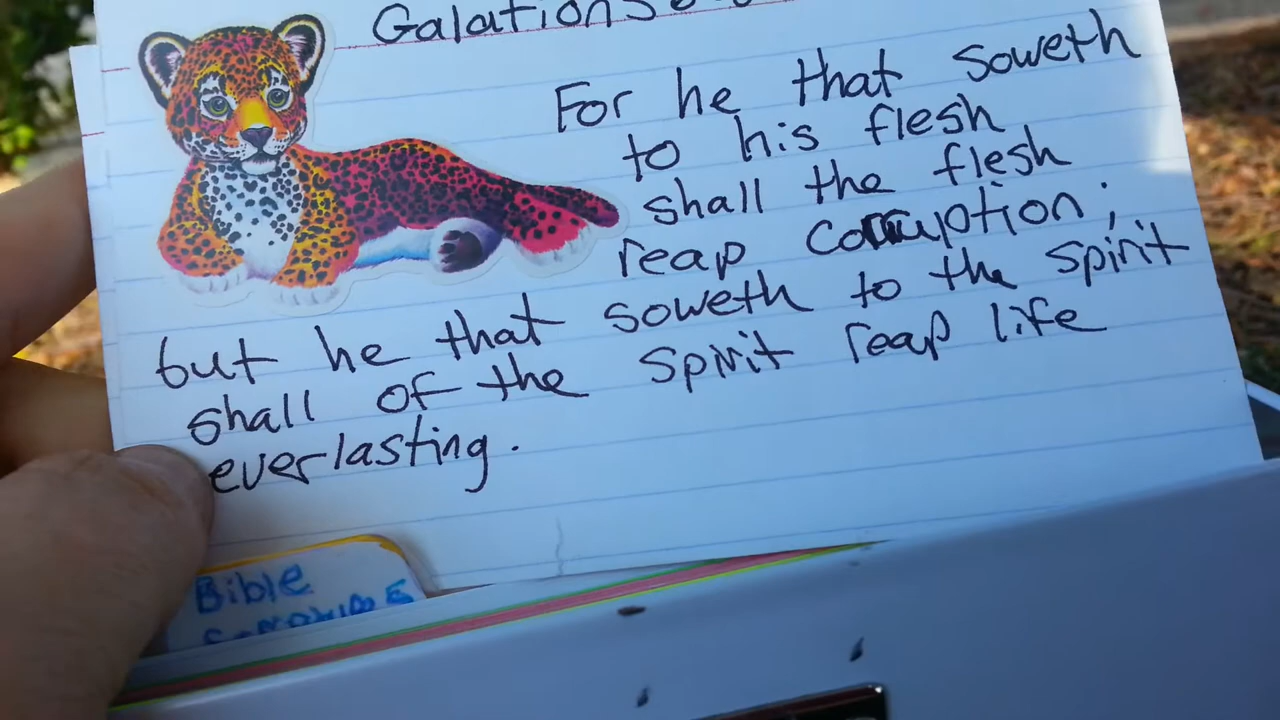 Galations
For he that soweth
to his flesh
shall the flesh
reap corruption;
but he that soweth to the spirit
shall of the spirit reap life
everlasting.
Bible